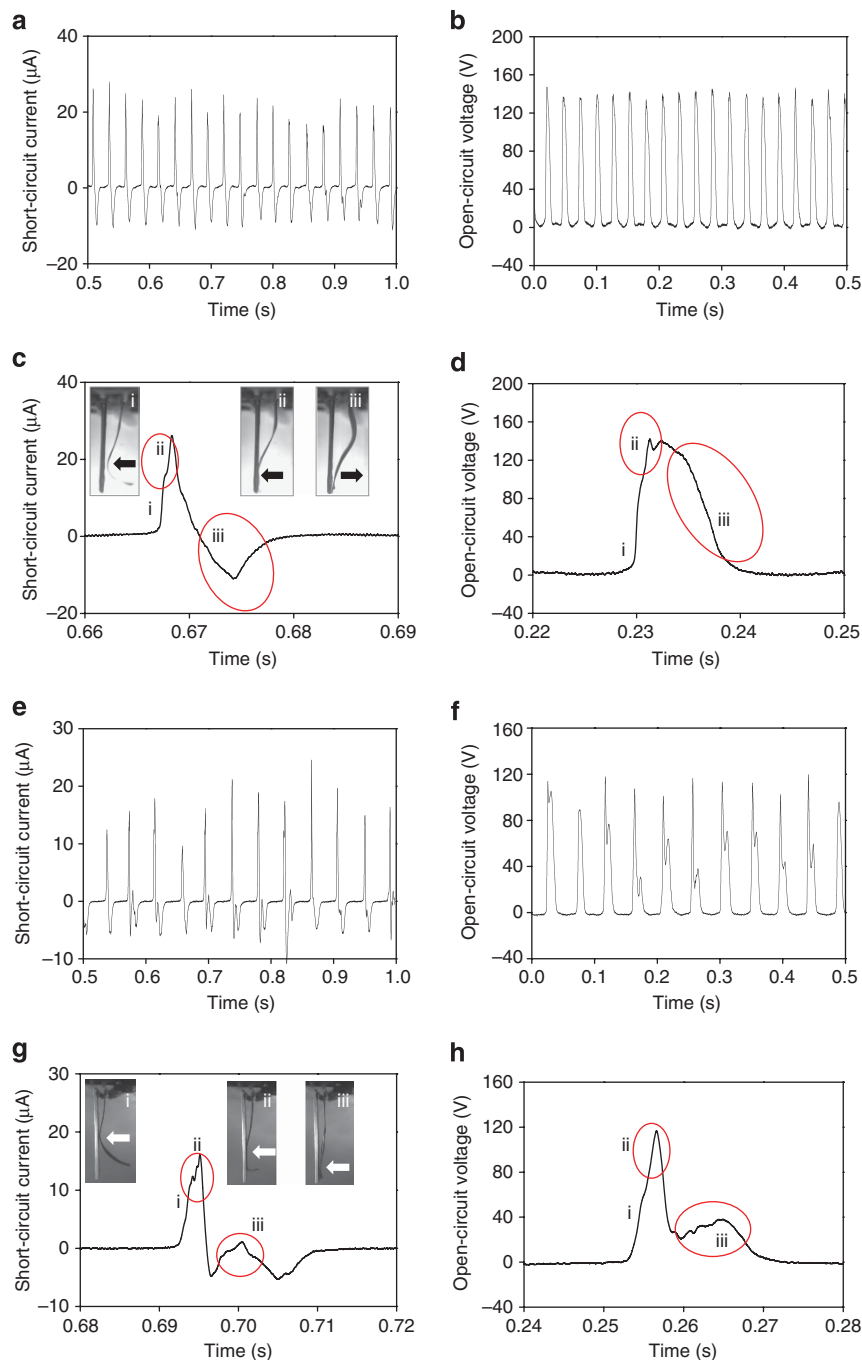 a
40
20
0
–20
Short-circuit current (µA)
0.5 0.6 0.7 0.8 0.9 1.0
Time (s)
b
200
160
120
80
40
0
–40
Open-circuit voltage (V)
0.0 0.1 0.2 0.3 0.4 0.5
Time (s)
c
40
20
0
–20
Short-circuit current (µA)
i
ii
iii
ii
i
iii
0.66 0.67 0.68 0.69
Time (s)
d
200
160
120
80
40
0
–40
Open-circuit voltage (V)
ii
iii
i
0.22 0.23 0.24 0.25
Time (s)
e
30
20
10
0
–10
Short-circuit current (µA)
0.5 0.6 0.7 0.8 0.9 1.0
Time (s)
f
160
120
80
40
0
–40
Open-circuit voltage (V)
0.0 0.1 0.2 0.3 0.4 0.5
Time (s)
g
30
20
10
0
–10
Short-circuit current (µA)
i
ii
iii
ii
i
iii
0.68 0.69 0.70 0.71 0.72
Time (s)
h
160
120
80
40
0
–40
Open-circuit voltage (V)
ii
i
iii
0.24 0.25 0.26 0.27 0.28
Time (s)